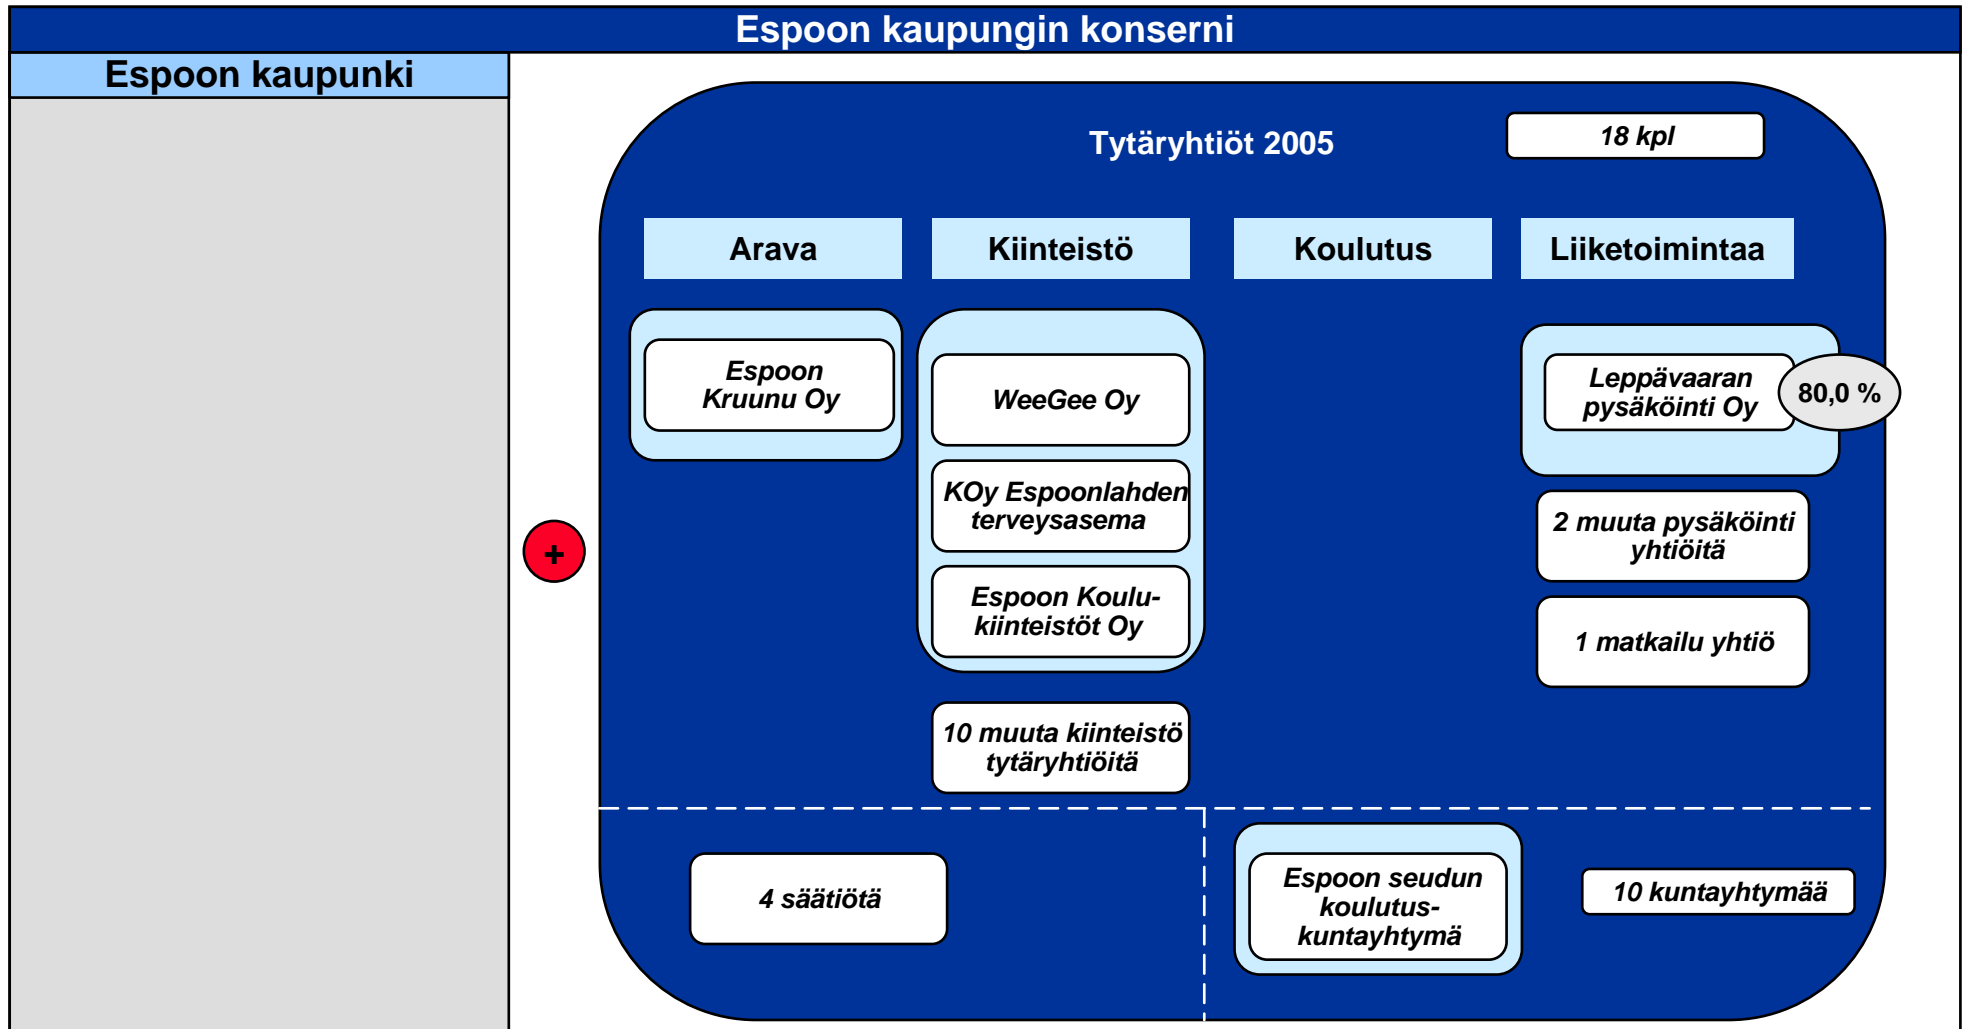 Espoon kaupungin konserni
Espoon kaupunki
Tytäryhtiöt 2005
18 kpl
Arava
Kiinteistö
Koulutus
Liiketoimintaa
Espoon
Kruunu Oy
WeeGee Oy
KOy Espoonlahden
terveysasema
Espoon Koulu-
kiinteistöt Oy
10 muuta kiinteistö
tytäryhtiöitä
Leppävaaran
pysäköinti Oy
80,0 %
2 muuta pysäköinti
yhtiöitä
1 matkailu yhtiö
+
4 säätiötä
Espoon seudun
koulutus-
kuntayhtymä
10 kuntayhtymää